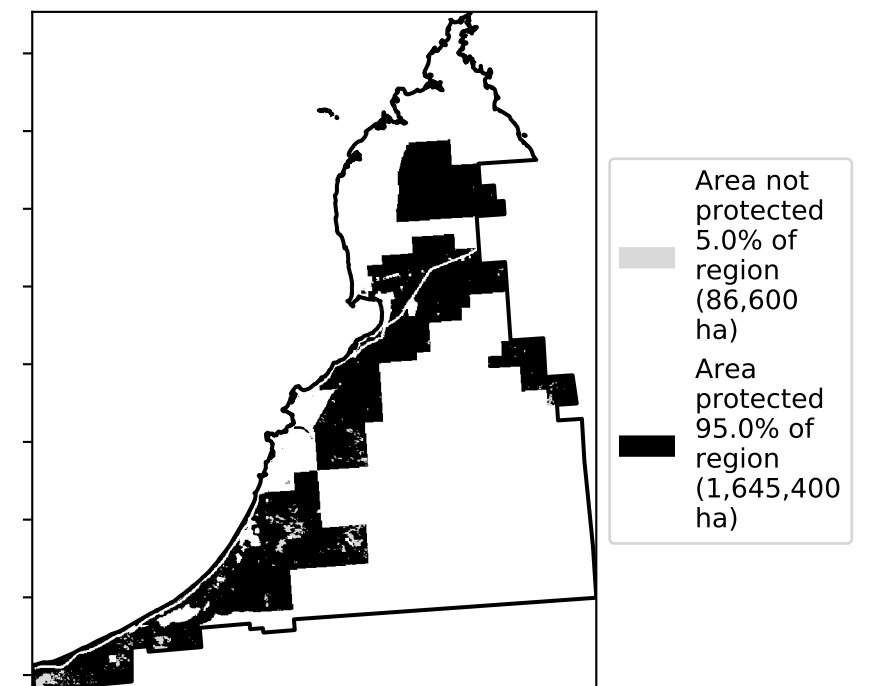 Area not
protected
5.0% of
region
(86,600
ha)
Area
protected
95.0% of
region
(1,645,400
ha)